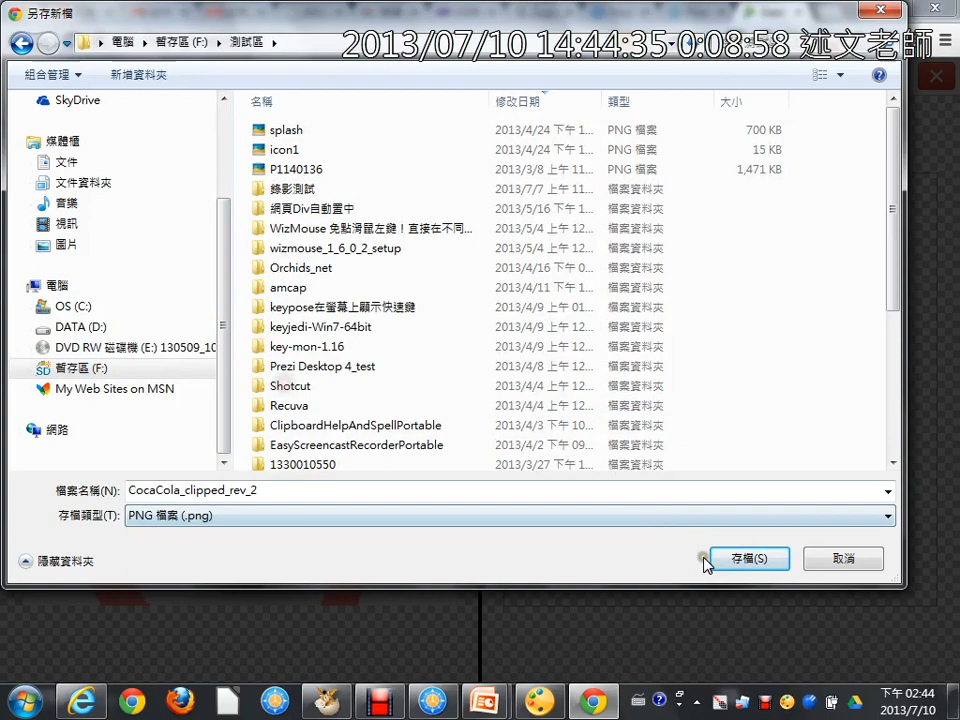 另存新檔
電腦 暫存區 (F:) 測試區
2013/07/10 14:44:35 0:08:58 述文老師
組合管理 新增資料夾
SkyDrive
媒體櫃
文件
文件資料夾
音樂
視訊
圖片
電腦
OS (C:)
DATA (D:)
DVD RW 磁碟機 (E:) 130509_10
暫存區 (F:)
My Web Sites on MSN
網路
名稱 修改日期 類型 大小
splash 2013/4/24 下午 1... PNG 檔案 700 KB
icon1 2013/4/24 下午 1... PNG 檔案 15 KB
P1140136 2013/3/8 上午 11... PNG 檔案 1,471 KB
錄影測試 2013/7/7 上午 11... 檔案資料夾
網頁Div自動置中 2013/5/16 下午 1... 檔案資料夾
WizMouse 免點滑鼠左鍵！直接在不同... 2013/5/4 上午 12... 檔案資料夾
wizmouse_1_6_0_2_setup 2013/5/4 上午 12... 檔案資料夾
Orchids_net 2013/4/16 下午 0... 檔案資料夾
amcap 2013/4/11 下午 1... 檔案資料夾
keypose在螢幕上顯示快速鍵 2013/4/9 上午 01... 檔案資料夾
keyjedi-Win7-64bit 2013/4/9 上午 12... 檔案資料夾
key-mon-1.16 2013/4/9 上午 12... 檔案資料夾
Prezi Desktop 4_test 2013/4/8 上午 12... 檔案資料夾
Shotcut 2013/4/4 上午 12... 檔案資料夾
Recuva 2013/4/4 上午 12... 檔案資料夾
ClipboardHelpAndSpellPortable 2013/4/3 下午 10... 檔案資料夾
EasyScreencastRecorderPortable 2013/4/2 下午 09... 檔案資料夾
1330010550 2013/3/27 下午 1... 檔案資料夾
檔案名稱(N): CocaCola_clipped_rev_2
存檔類型(T): PNG 檔案 (.png)
隱藏資料夾 存檔(S) 取消
下午 02:44
2013/7/10